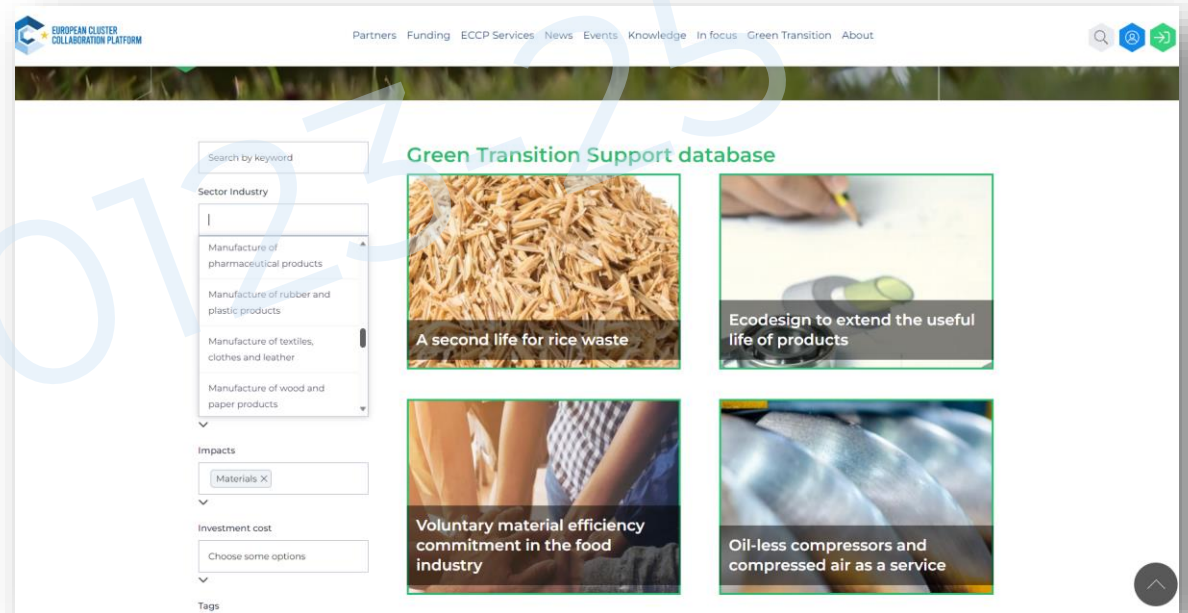 EUROPEAN CLUSTER
COLLABORATION PLATFORM
Partners Funding ECCP Services News Events Knowledge In focus Green Transition About
Search by keyword
Sector Industry
Manufacture of
pharmaceutical products
Manufacture of rubber and
plastic products
Manufacture of textiles,
clothes and leather
Manufacture of wood and
paper products
Impacts
Materials ×
Investment cost
Choose some options
Tags
Green Transition Support database
A second life for rice waste
Ecodesign to extend the useful
life of products
Voluntary material efficiency
commitment in the food
industry
Oil-less compressors and
compressed air as a service
0123-25